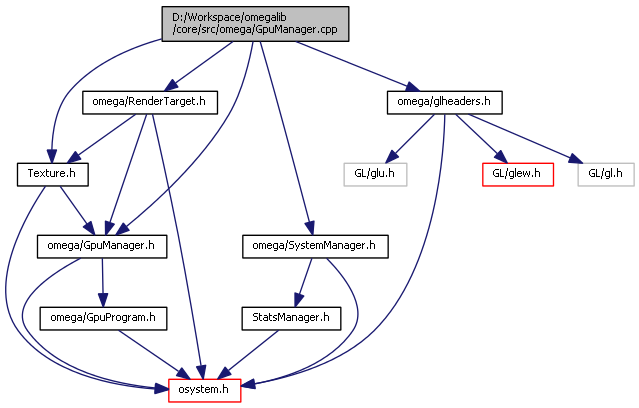 D:/Workspace/omegalib
/core/src/omega/GpuManager.cpp
omega/RenderTarget.h
omega/glheaders.h
Texture.h
GL/glu.h
GL/glew.h
GL/gl.h
omega/GpuManager.h
omega/SystemManager.h
omega/GpuProgram.h
StatsManager.h
osystem.h